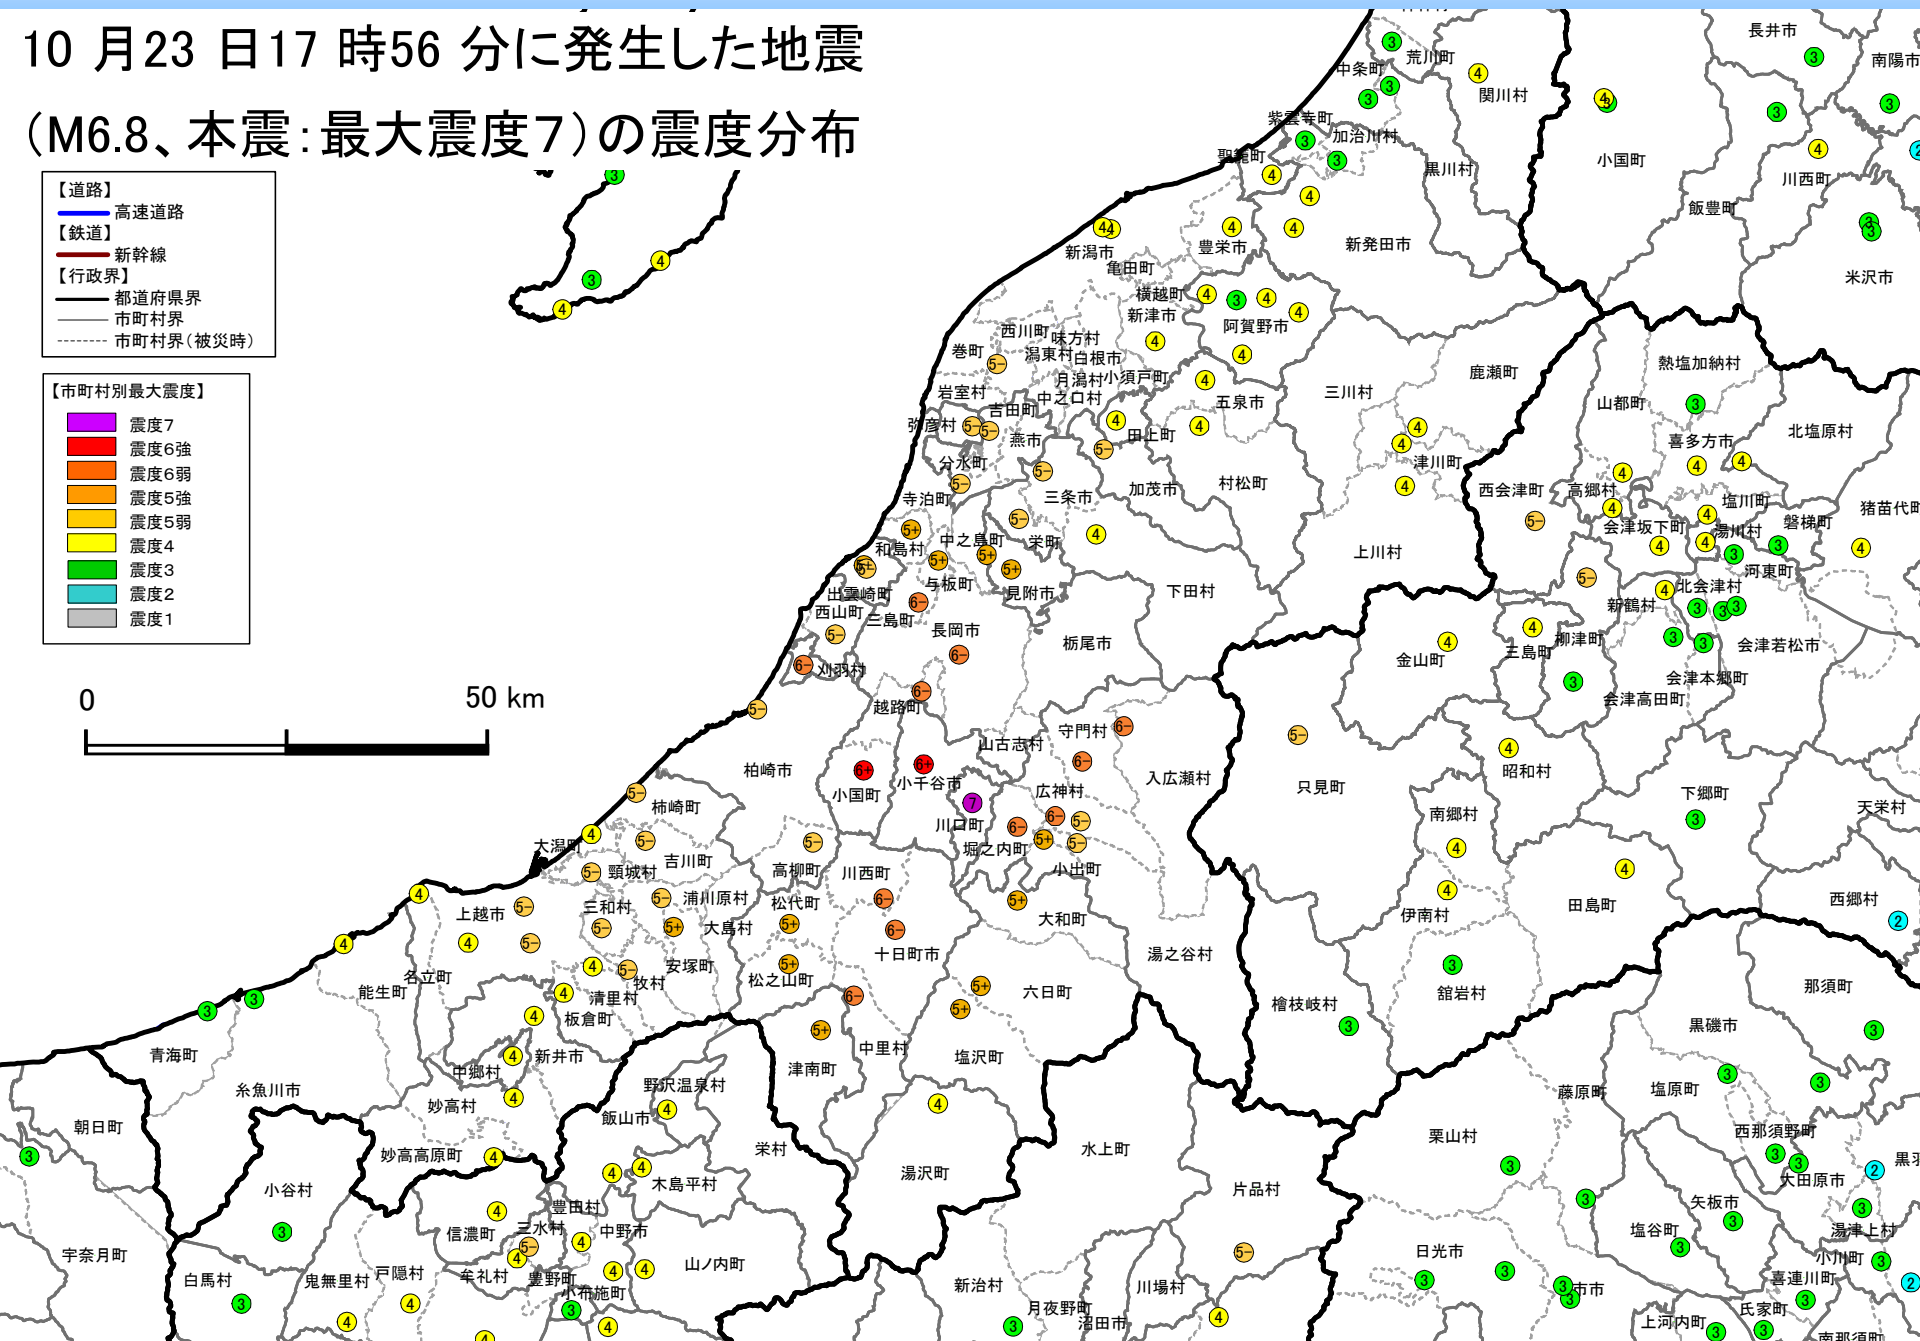 10 月23 日17 時56 分に発生した地震
（M6.8、本震：最大震度7）の震度分布
【道路】
高速道路
【鉄道】
新幹線
【行政界】
都道府県界
市町村界
市町村界（被災時）
【市町村別最大震度】
震度7
震度6強
震度6弱
震度5強
震度5弱
震度4
震度3
震度2
震度1
0 50 km
荒川町
中条町
関川村
長井市
南陽市
紫雲寺町
加治川村
聖籠町
黒川村
小国町
川西町
飯豊町
米沢市
新発田市
豊栄市
新潟市
亀田町
横越町
新津市
阿賀野市
西川町
味方村
巻町
潟東村
白根市
月潟村
小須戸町
岩室村
中之口村
吉田町
五泉市
三川村
鹿瀬町
弥彦村
燕市
田上町
分水町
津川町
寺泊町
三条市
加茂市
村松町
熱塩加納村
山都町
喜多方市
北塩原村
西会津町
高郷村
塩川町
猪苗代町
会津坂下町
湯川村
磐梯町
和島村
中之島町
栄町
上川村
河東町
与板町
見附市
下田村
出雲崎町
西山町
三島町
新鶴村
北会津村
長岡市
栃尾市
刈羽村
金山町
三島町
柳津町
会津若松市
会津本郷町
会津高田町
越路町
守門村
山古志村
柏崎市
小千谷市
入広瀬村
小国町
広神村
只見町
昭和村
下郷町
天栄村
柿崎町
川口町
南郷村
大潟町
堀之内町
吉川町
頸城村
高柳町
川西町
小出町
上越市
三和村
浦川原村
松代町
大和町
伊南村
田島町
西郷村
大島村
十日町市
湯之谷村
安塚町
名立町
能生町
清里村
牧村
松之山町
六日町
檜枝岐村
舘岩村
那須町
板倉町
黒磯市
青海町
中郷村
新井市
津南町
中里村
塩沢町
糸魚川市
妙高村
飯山市
野沢温泉村
藤原町
塩原町
朝日町
妙高高原町
栄村
水上町
栗山村
西那須野町
小谷村
木島平村
湯沢町
片品村
大田原市
黒羽
豊田村
信濃町
三水村
中野市
矢板市
塩谷町
湯津上村
宇奈月町
白馬村
鬼無里村
戸隠村
牟礼村
豊野町
小布施町
山ノ内町
新治村
川場村
日光市
小川町
喜連川町
月夜野町
沼田市
市市
上河内町
氏家町
南那須町